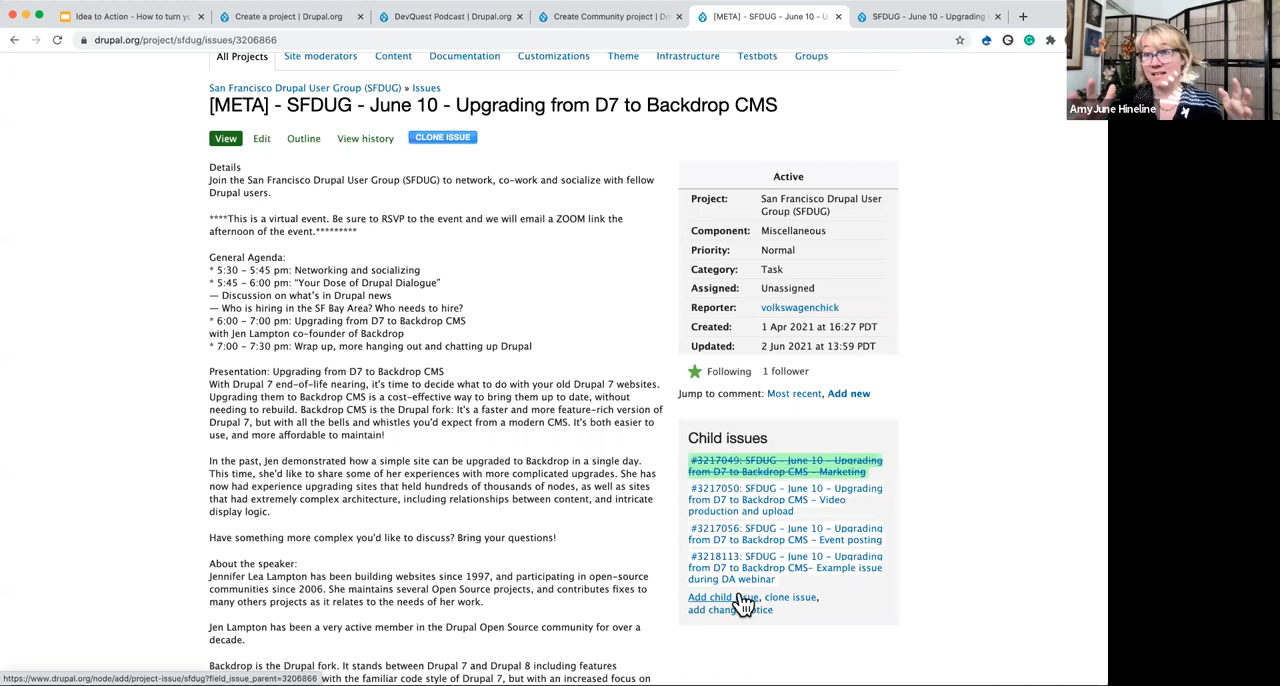 Idea to Action - How to turn yo
Create a project | Drupal.org
DevQuest Podcast | Drupal.org
Create Community project | Dr
[META] - SFDUG - June 10 - U
SFDUG - June 10 - Upgrading
drupal.org/project/sfdug/issues/3206866
All Projects
Site moderators
Content
Documentation
Theme
Customizations
Infrastructure
Testbots
Groups
San Francisco Drupal User Group (SFDUG) » Issues
[META] - SFDUG - June 10 - Upgrading from D7 to Backdrop CMS
View
Edit
Outline
View history
CLONE ISSUE
Details
Join the San Francisco Drupal User Group (SFDUG) to network, co-work and socialize with fellow
Drupal users.
****This is a virtual event. Be sure to RSVP to the event and we will email a ZOOM link the
afternoon of the event.*********
General Agenda:
* 5:30 - 5:45 pm: Networking and socializing
* 5:45 - 6:00 pm: "Your Dose of Drupal Dialogue"
— Discussion on what's in Drupal news
— Who is hiring in the SF Bay Area? Who needs to hire?
* 6:00 - 7:00 pm: Upgrading from D7 to Backdrop CMS
with Jen Lampton co-founder of Backdrop
* 7:00 - 7:30 pm: Wrap up, more hanging out and chatting up Drupal
Presentation: Upgrading from D7 to Backdrop CMS
With Drupal 7 end-of-life nearing, it's time to decide what to do with your old Drupal 7 websites.
Upgrading them to Backdrop CMS is a cost-effective way to bring them up to date, without
needing to rebuild. Backdrop CMS is the Drupal fork: It's a faster and more feature-rich version of
Drupal 7, but with all the bells and whistles you'd expect from a modern CMS. It's both easier to
use, and more affordable to maintain!
In the past, Jen demonstrated how a simple site can be upgraded to Backdrop in a single day.
This time, she'd like to share some of her experiences with more complicated upgrades. She has
now had experience upgrading sites that held hundreds of thousands of nodes, as well as sites
that had extremely complex architecture, including relationships between content, and intricate
display logic.
Have something more complex you'd like to discuss? Bring your questions!
About the speaker:
Jennifer Lea Lampton has been building websites since 1997, and participating in open-source
communities since 2006. She maintains several Open Source projects, and contributes fixes to
many others projects as it relates to the needs of her work.
Jen Lampton has been a very active member in the Drupal Open Source community for over a
decade.
Backdrop is the Drupal fork. It stands between Drupal 7 and Drupal 8 including features
with the familiar code style of Drupal 7, but with an increased focus on
https://www.drupal.org/node/add/project-issue/sfdug?field_issue_parent=3206866
Active
Project: San Francisco Drupal User
Group (SFDUG)
Component: Miscellaneous
Priority: Normal
Category: Task
Assigned: Unassigned
Reporter: volkswagenchick
Created: 1 Apr 2021 at 16:27 PDT
Updated: 2 Jun 2021 at 13:59 PDT
Following 1 follower
Jump to comment: Most recent, Add new
Child issues
#3217049: SFDUG - June 10 - Upgrading
from D7 to Backdrop CMS - Marketing
#3217050: SFDUG - June 10 - Upgrading
from D7 to Backdrop CMS - Video
production and upload
#3217056: SFDUG - June 10 - Upgrading
from D7 to Backdrop CMS - Event posting
#3218113: SFDUG - June 10 - Upgrading
from D7 to Backdrop CMS- Example issue
during DA webinar
Add child issue, clone issue,
add change notice
Amy June Hineline